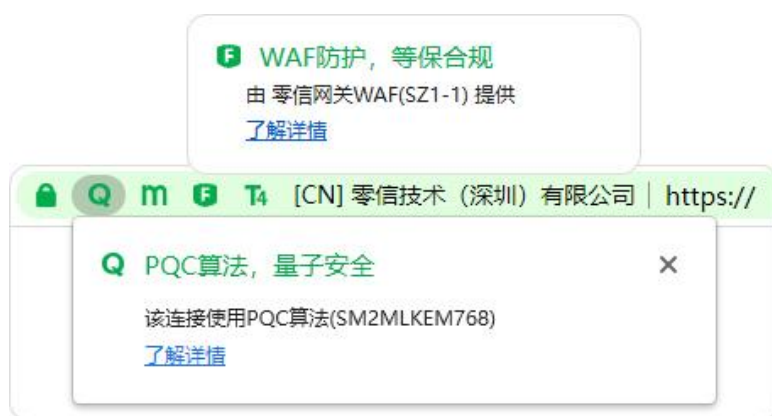 F WAF防护，等保合规
由 零信网关WAF(SZ1-1) 提供
了解详情
Q m F T4 [CN] 零信技术（深圳）有限公司 | https://
Q PQC算法，量子安全 ×
该连接使用PQC算法(SM2MLKEM768)
了解详情